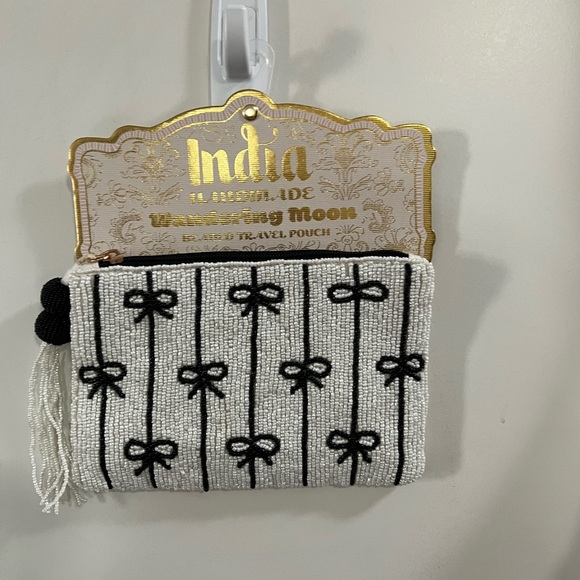 India
HANDMADE
Wandering Moon
BEADED TRAVEL POUCH